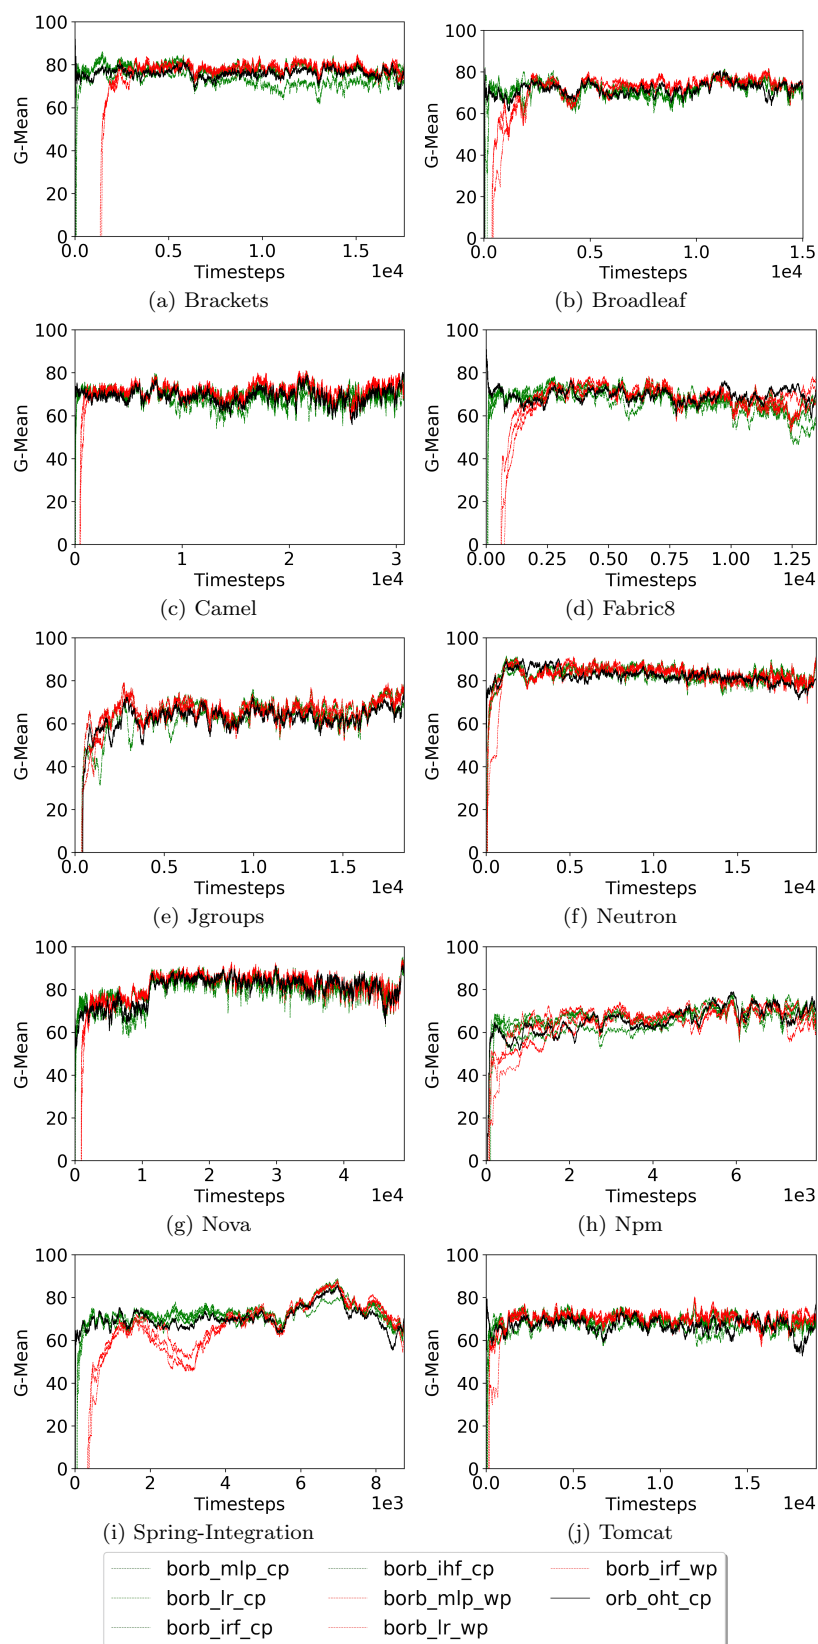 100
80
60
40
20
0
G-Mean
0.0 0.5 1.0 1.5
Timesteps
1e4
(a) Brackets
100
80
60
40
20
0
G-Mean
0.0 0.5 1.0 1.5
Timesteps
1e4
(b) Broadleaf
100
80
60
40
20
0
G-Mean
0 1 2 3
Timesteps
1e4
(c) Camel
100
80
60
40
20
0
G-Mean
0.00 0.25 0.50 0.75 1.00 1.25
Timesteps
1e4
(d) Fabric8
100
80
60
40
20
0
G-Mean
0.0 0.5 1.0 1.5
Timesteps
1e4
(e) Jgroups
100
80
60
40
20
0
G-Mean
0.0 0.5 1.0 1.5
Timesteps
1e4
(f) Neutron
100
80
60
40
20
0
G-Mean
0 1 2 3 4
Timesteps
1e4
(g) Nova
100
80
60
40
20
0
G-Mean
0 2 4 6
Timesteps
1e3
(h) Npm
100
80
60
40
20
0
G-Mean
0 2 4 6 8
Timesteps
1e3
(i) Spring-Integration
100
80
60
40
20
0
G-Mean
0.0 0.5 1.0 1.5
Timesteps
1e4
(j) Tomcat
borb_mlp_cp
borb_lr_cp
borb_irf_cp
borb_ihf_cp
borb_mlp_wp
borb_lr_wp
borb_irf_wp
orb_oht_cp